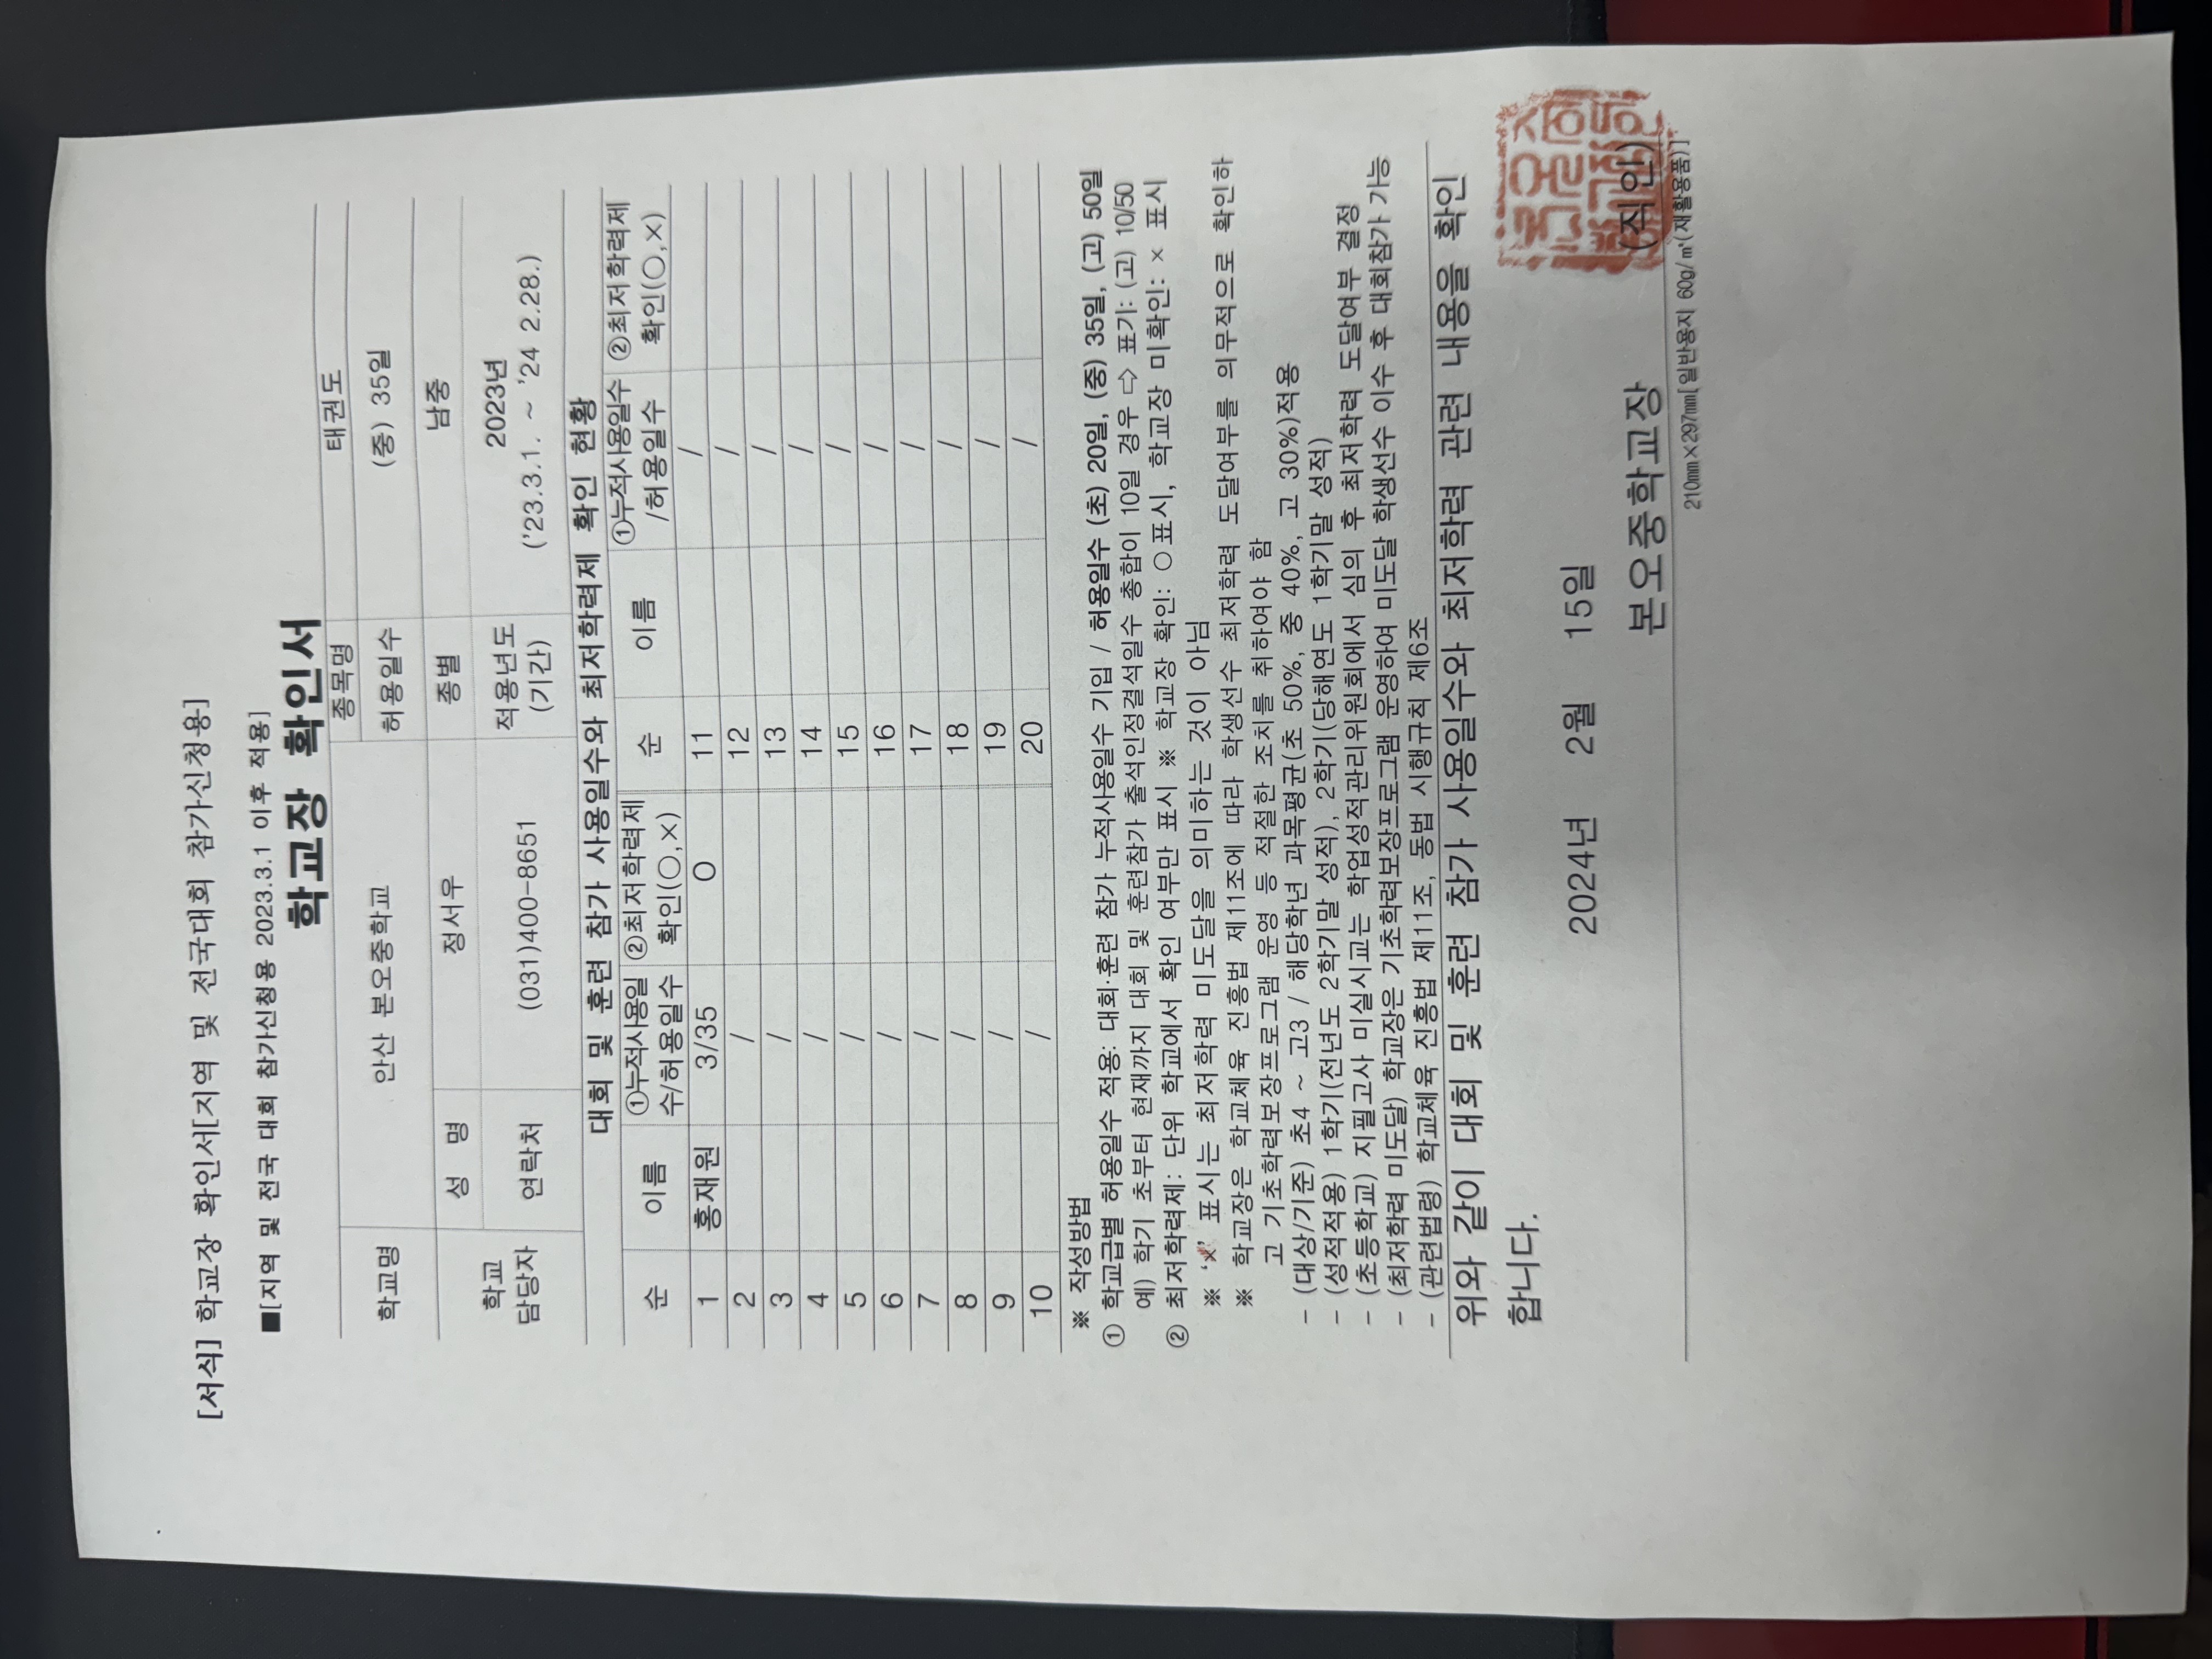 [서식] 학교장 확인서[지역 및 전국대회 참가신청용]
■[지역 및 전국 대회 참가신청용 2023.3.1 이후 적용]
학교장 확인서
학교명 안산 본오중학교 종목명 태권도
허용일수 (중) 35일
학교 담당자 성 명 정서우 종별 남중
연락처 (031)400-8651 적용년도 (기간) 2023년 ('23.3.1. ~ '24 2.28.)
대회 및 훈련 참가 사용일수와 최저학력제 확인 현황
순 이름 ①누적사용일수/허용일수 ②최저학력제 확인(○,×) 순 이름 ①누적사용일수/허용일수 ②최저학력제 확인(○,×)
1 홍재원 3/35 O 11 /
2 / 12 /
3 / 13 /
4 / 14 /
5 / 15 /
6 / 16 /
7 / 17 /
8 / 18 /
9 / 19 /
10 / 20 /
※ 작성방법
① 학교급별 허용일수 적용: 대회·훈련 참가 누적사용일수 기입 / 허용일수 (초) 20일, (중) 35일, (고) 50일
예) 학기 초부터 현재까지 대회 및 훈련참가 출석인정결석일수 총합이 10일 경우 ⇨ 표기: (고) 10/50
② 최저학력제: 단위 학교에서 확인 여부만 표시 ※ 학교장 확인: ○표시, 학교장 미확인: × 표시
※ '×' 표시는 최저학력 미도달을 의미하는 것이 아님
※ 학교장은 학교체육 진흥법 제11조에 따라 학생선수 최저학력 도달여부를 의무적으로 확인하
고 기초학력보장프로그램 운영 등 적절한 조치를 취하여야 함
- (대상/기준) 초4 ~ 고3 / 해당학년 과목평균(초 50%, 중 40%, 고 30%)적용
- (성적적용) 1학기(전년도 2학기말 성적), 2학기(당해연도 1학기말 성적)
- (초등학교) 지필고사 미실시교는 학업성적관리위원회에서 심의 후 최저학력 도달여부 결정
- (최저학력 미도달) 학교장은 기초학력보장프로그램 운영하여 미도달 학생선수 이수 후 대회참가 가능
- (관련법령) 학교체육 진흥법 제11조, 동법 시행규칙 제6조
위와 같이 대회 및 훈련 참가 사용일수와 최저학력 관련 내용을 확인
합니다.
2024년 2월 15일
본오중학교장 (직인)
210㎜×297㎜[일반용지 60g/㎡(재활용품)]